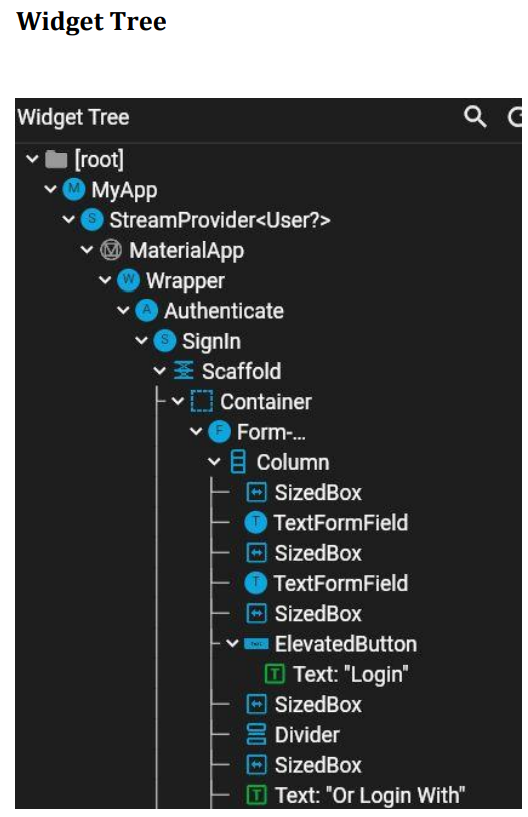 Widget Tree
Widget Tree
[root]
MyApp
StreamProvider<User?>
MaterialApp
Wrapper
Authenticate
SignIn
Scaffold
Container
Form-...
Column
SizedBox
TextFormField
SizedBox
TextFormField
SizedBox
ElevatedButton
Text: "Login"
SizedBox
Divider
SizedBox
Text: "Or Login With"